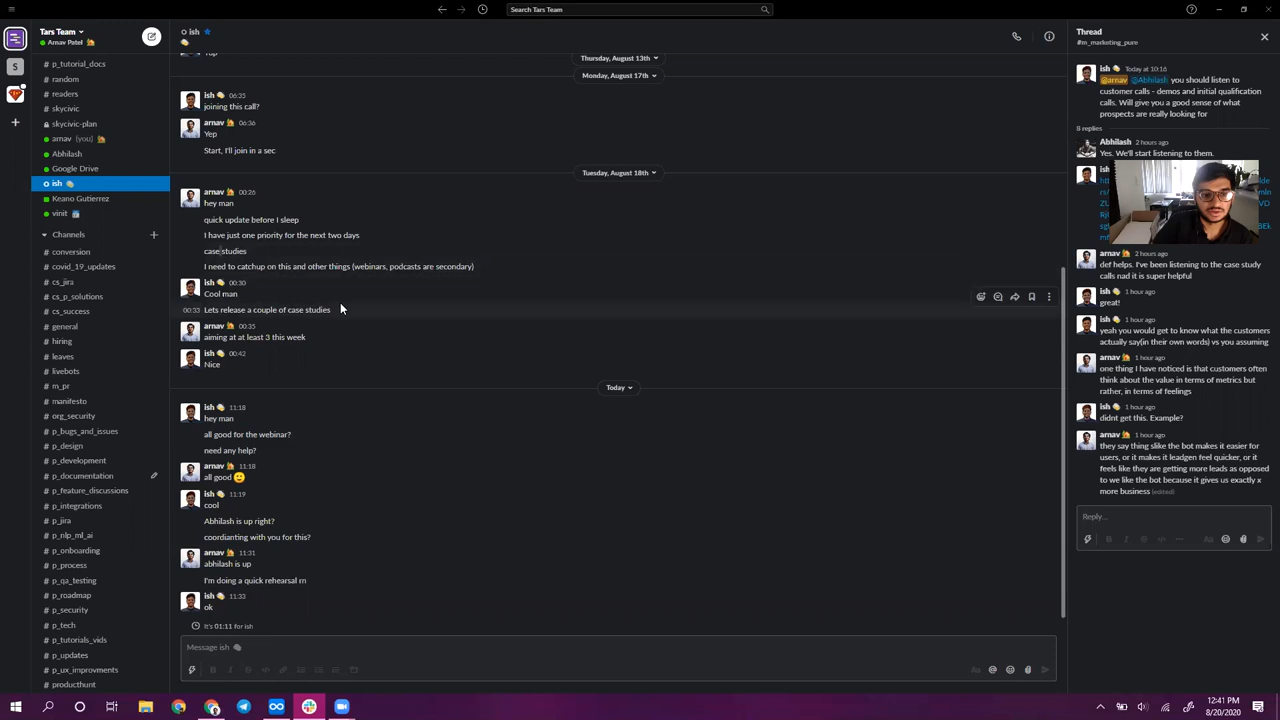 Search Tars Team
Tars Team
Arnav Patel
p_tutorial_docs
random
readers
skycivic
skycivic-plan
arnav (you)
Abhilash
Google Drive
ish
Keano Gutierrez
vinit
Channels
# conversion
# covid_19_updates
# cs_jira
# cs_p_solutions
# cs_success
# general
# hiring
# leaves
# livebots
# m_pr
# manifesto
# org_security
# p_bugs_and_issues
# p_design
# p_development
# p_documentation
# p_feature_discussions
# p_integrations
# p_jira
# p_nlp_ml_ai
# p_onboarding
# p_process
# p_qa_testing
# p_roadmap
# p_security
# p_tech
# p_tutorials_vids
# p_updates
# p_ux_improvments
# producthunt
ish
Thursday, August 13th
Monday, August 17th
ish 06:35
joining this call?
arnav 06:36
Yep
Start, I'll join in a sec
Tuesday, August 18th
arnav 00:26
hey man
quick update before I sleep
I have just one priority for the next two days
case studies
I need to catchup on this and other things (webinars, podcasts are secodetary)
ish 00:30
Cool man
00:33 Lets release a couple of case studies
arnav 00:35
aiming at at least 3 this week
ish 00:42
Nice
Today
ish 11:18
hey man
all good for the webinar?
need any help?
arnav 11:18
all good
ish 11:19
cool
Abhilash is up right?
coordianting with you for this?
arnav 11:31
abhilash is up
I'm doing a quick rehearsal rn
ish 11:33
ok
It's 01:11 for ish
Message ish
Thread
#m_marketing_pure
ish Today at 10:16
@arnav @Abhilash you should listen to
customer calls - demos and initial qualification
calls. Will give you a good sense of what
prospects are really looking for
8 replies
Abhilash 2 hours ago
Yes. We'll start listening to them.
ish
arnav 2 hours ago
def helps. I've been listening to the case study
calls nad it is super helpful
ish 1 hour ago
great!
ish 1 hour ago
yeah you would get to know what the customers
actually say(in their own words) vs you assuming
arnav 1 hour ago
one thing I have noticed is that customers often
think about the value in terms of metrics but
rather, in terms of feelings
ish 1 hour ago
didnt get this. Example?
arnav 1 hour ago
they say thing slike the bot makes it easier for
users, or it makes it leadgen feel quicker, or it
feels like they are getting more leads as opposed
to we like the bot because it gives us exactly x
more business (edited)
Reply...
12:41 PM
8/20/2020